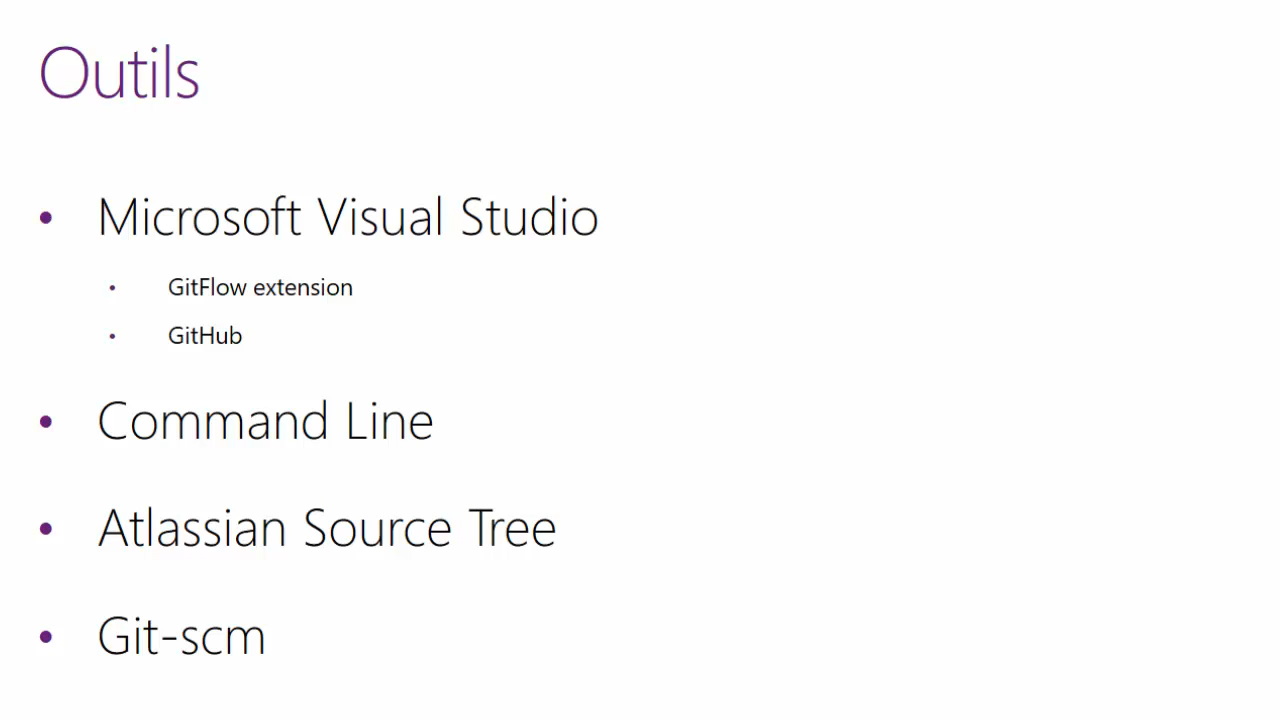 Outils
• Microsoft Visual Studio
• GitFlow extension
• GitHub
• Command Line
• Atlassian Source Tree
• Git-scm